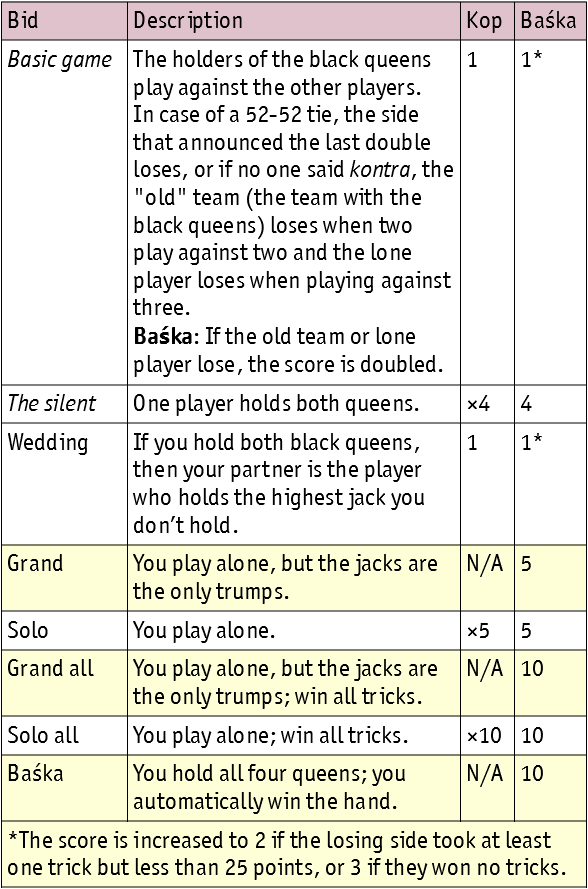 Bid Description Kop Baśka
Basic game The holders of the black queens 1 1*
play against the other players.
In case of a 52-52 tie, the side
that announced the last double
loses, or if no one said kontra, the
"old" team (the team with the
black queens) loses when two
play against two and the lone
player loses when playing against
three.
Baśka: If the old team or lone
player lose, the score is doubled.
The silent One player holds both queens. ×4 4
Wedding If you hold both black queens, 1 1*
then your partner is the player
who holds the highest jack you
don’t hold.
Grand You play alone, but the jacks are N/A 5
the only trumps.
Solo You play alone. ×5 5
Grand all You play alone, but the jacks are N/A 10
the only trumps; win all tricks.
Solo all You play alone; win all tricks. ×10 10
Baśka You hold all four queens; you N/A 10
automatically win the hand.
*The score is increased to 2 if the losing side took at least
one trick but less than 25 points, or 3 if they won no tricks.